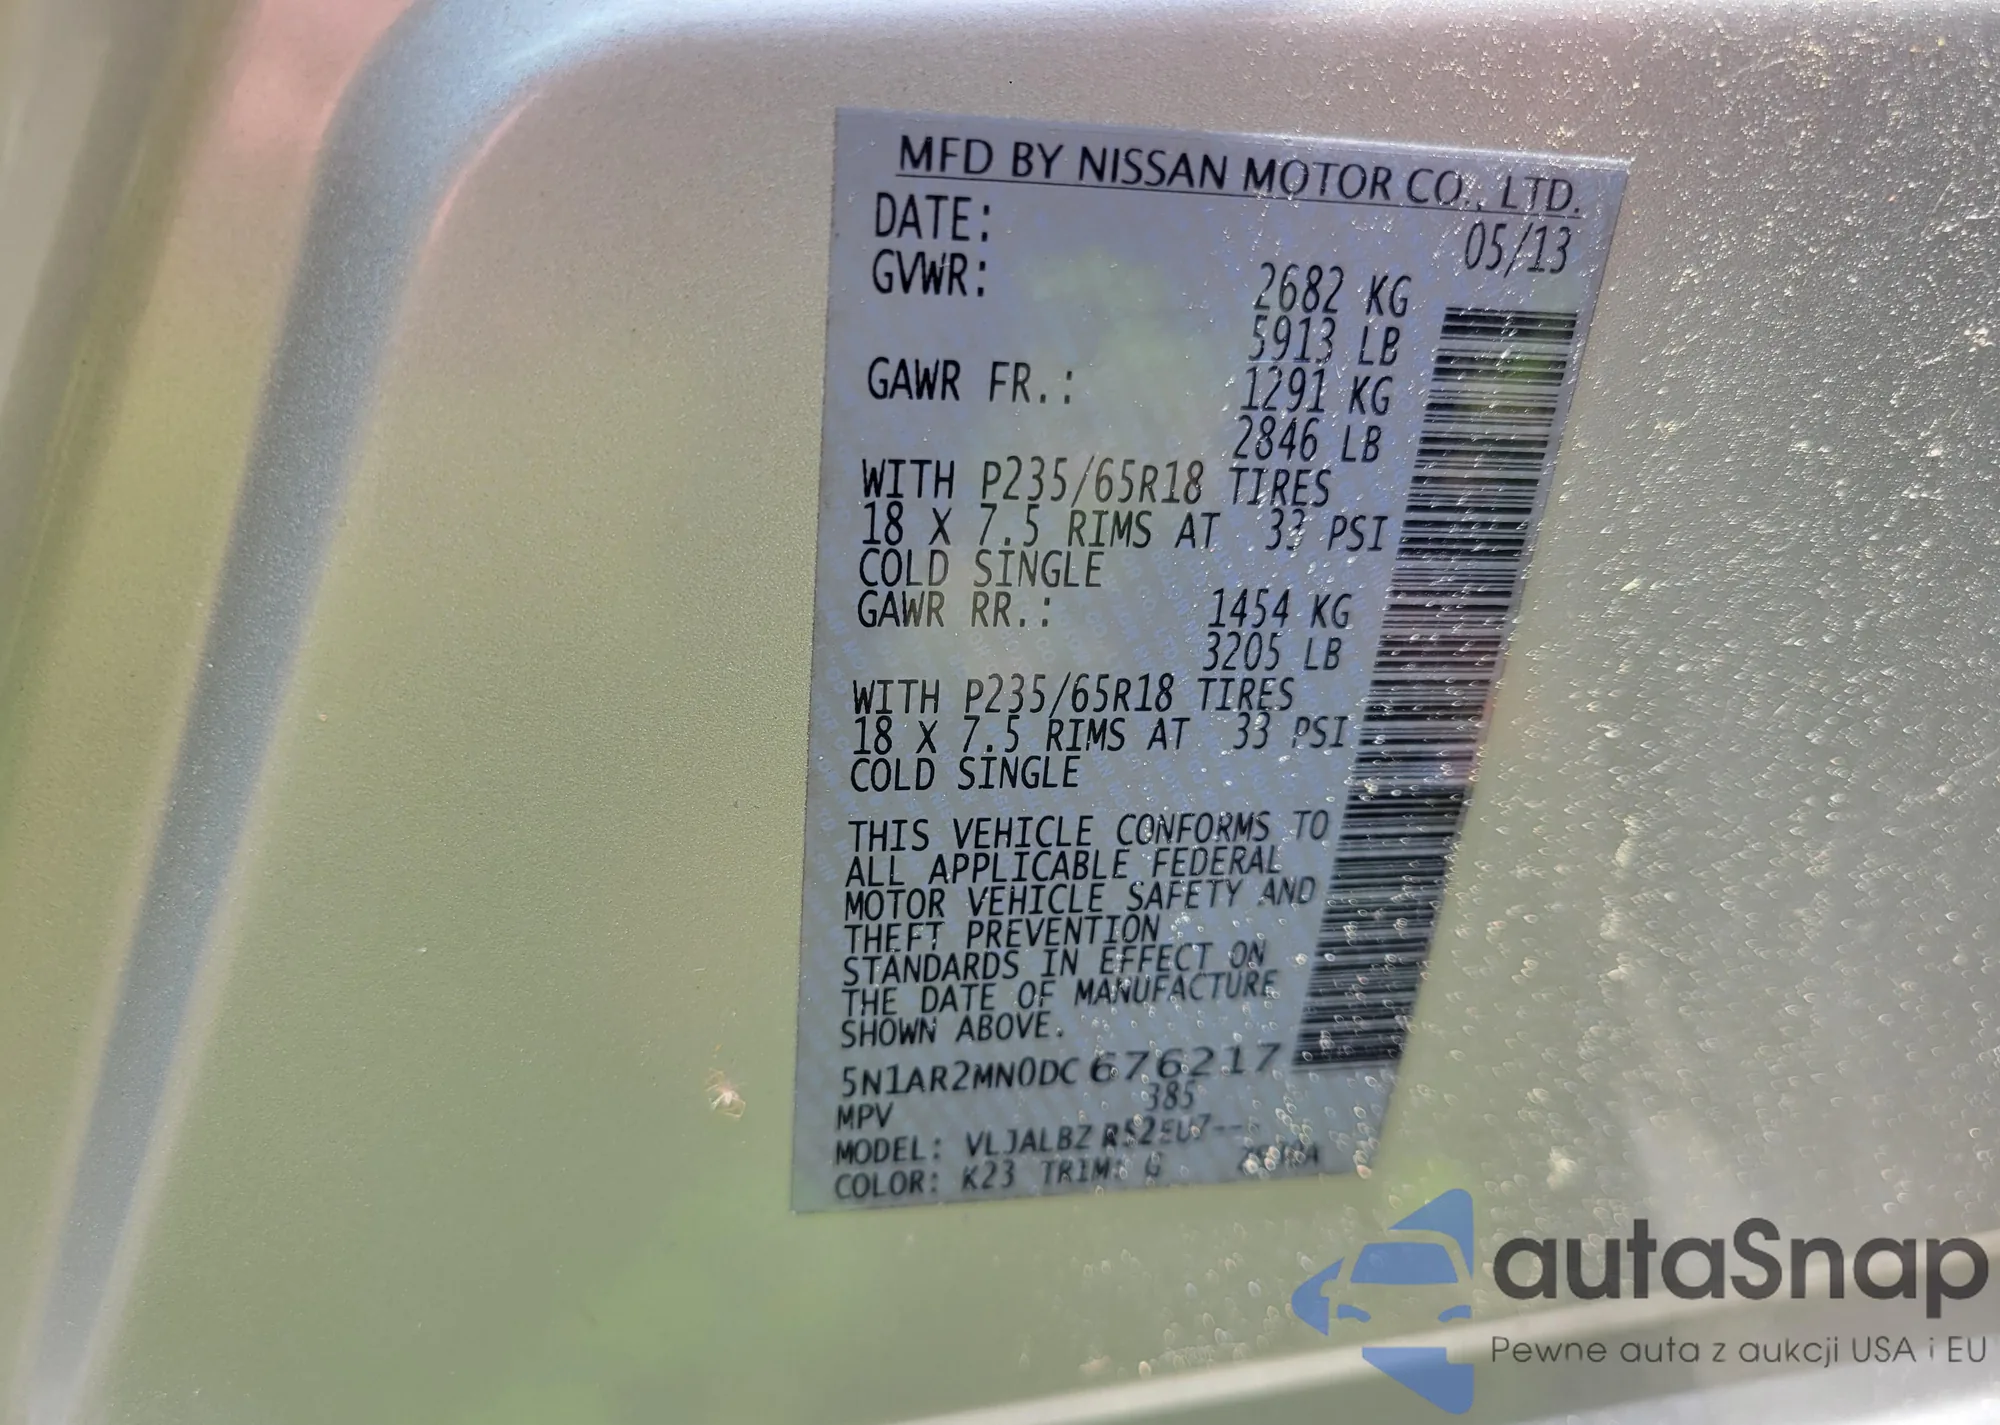 MFD BY NISSAN MOTOR CO., LTD.
DATE: 05/13
GVWR: 2682 KG
5913 LB
GAWR FR.: 1291 KG
2846 LB
WITH P235/65R18 TIRES
18 X 7.5 RIMS AT 33 PSI
COLD SINGLE
GAWR RR.: 1454 KG
3205 LB
WITH P235/65R18 TIRES
18 X 7.5 RIMS AT 33 PSI
COLD SINGLE
THIS VEHICLE CONFORMS TO
ALL APPLICABLE FEDERAL
MOTOR VEHICLE SAFETY AND
THEFT PREVENTION
STANDARDS IN EFFECT ON
THE DATE OF MANUFACTURE
SHOWN ABOVE.
5N1AR2MN0DC676217
MPV 385
MODEL:
COLOR: K23 TRIM: G
autaSnap
Pewne auta z aukcji USA i EU